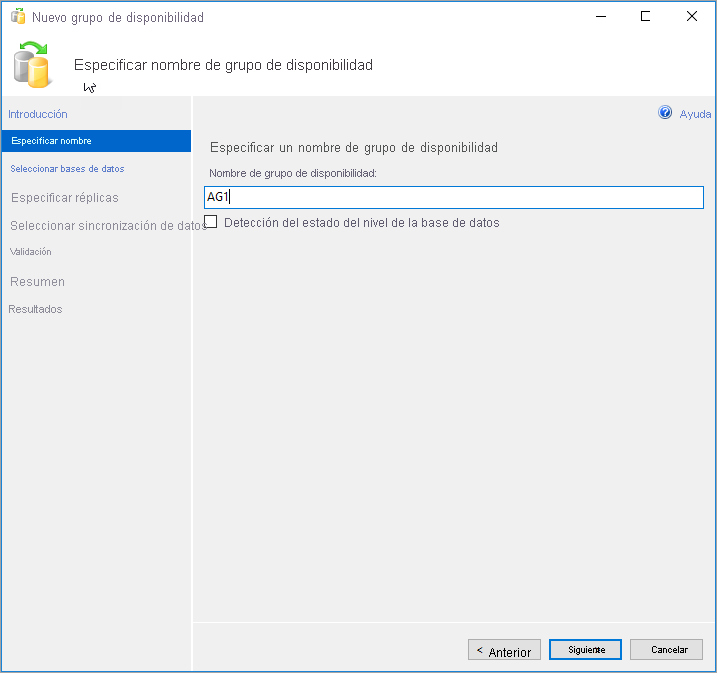 Nuevo grupo de disponibilidad
Especificar nombre de grupo de disponibilidad
Introducción
Especificar nombre
Seleccionar bases de datos
Especificar réplicas
Seleccionar sincronización de datos
Validación
Resumen
Resultados
Ayuda
Especificar un nombre de grupo de disponibilidad
Nombre de grupo de disponibilidad:
AG1
Detección del estado del nivel de la base de datos
< Anterior
Siguiente
Cancelar